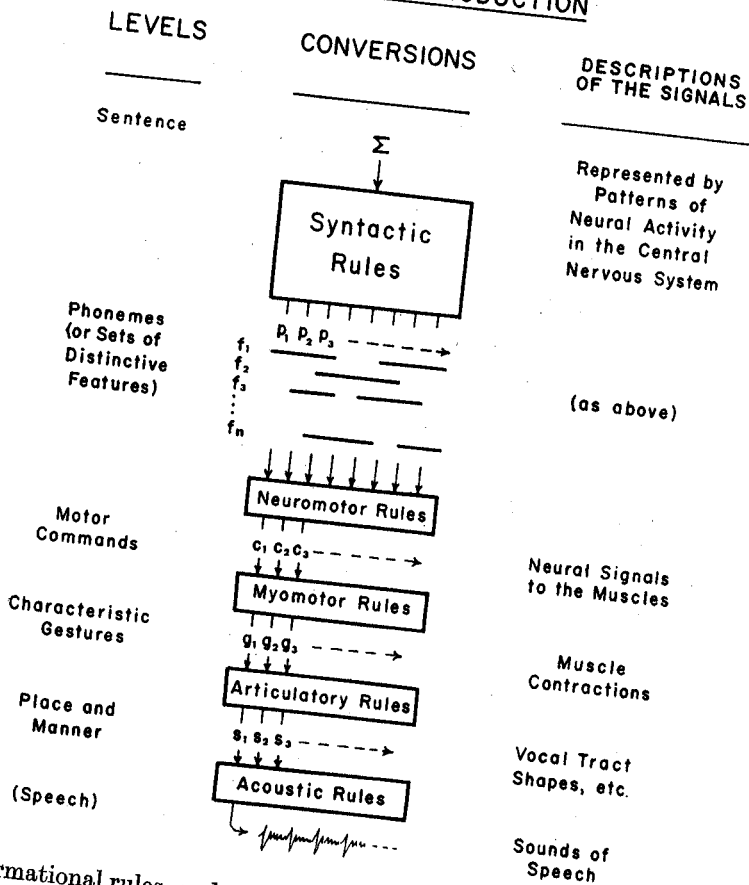 LEVELS
CONVERSIONS
DESCRIPTIONS
OF THE SIGNALS
Sentence
Σ
Syntactic
Rules
Represented by
Patterns of
Neural Activity
in the Central
Nervous System
Phonemes
(or Sets of
Distinctive
Features)
p₁ p₂ p₃
f₁
f₂
f₃
fₙ
(as above)
Neuromotor Rules
Motor
Commands
c₁ c₂ c₃
Neural Signals
to the Muscles
Myomotor Rules
Characteristic
Gestures
g₁ g₂ g₃
Muscle
Contractions
Articulatory Rules
Place and
Manner
s₁ s₂ s₃
Vocal Tract
Shapes, etc.
Acoustic Rules
(Speech)
Sounds of
Speech
rules